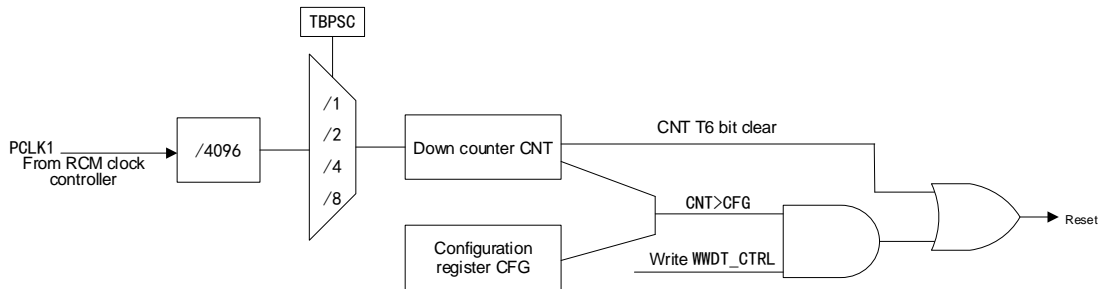 TBPSC
/1
/2
/4
/8
PCLK1
From RCM clock
controller
/4096
Down counter CNT
CNT T6 bit clear
CNT>CFG
Configuration
register CFG
Write WWDT_CTRL
Reset